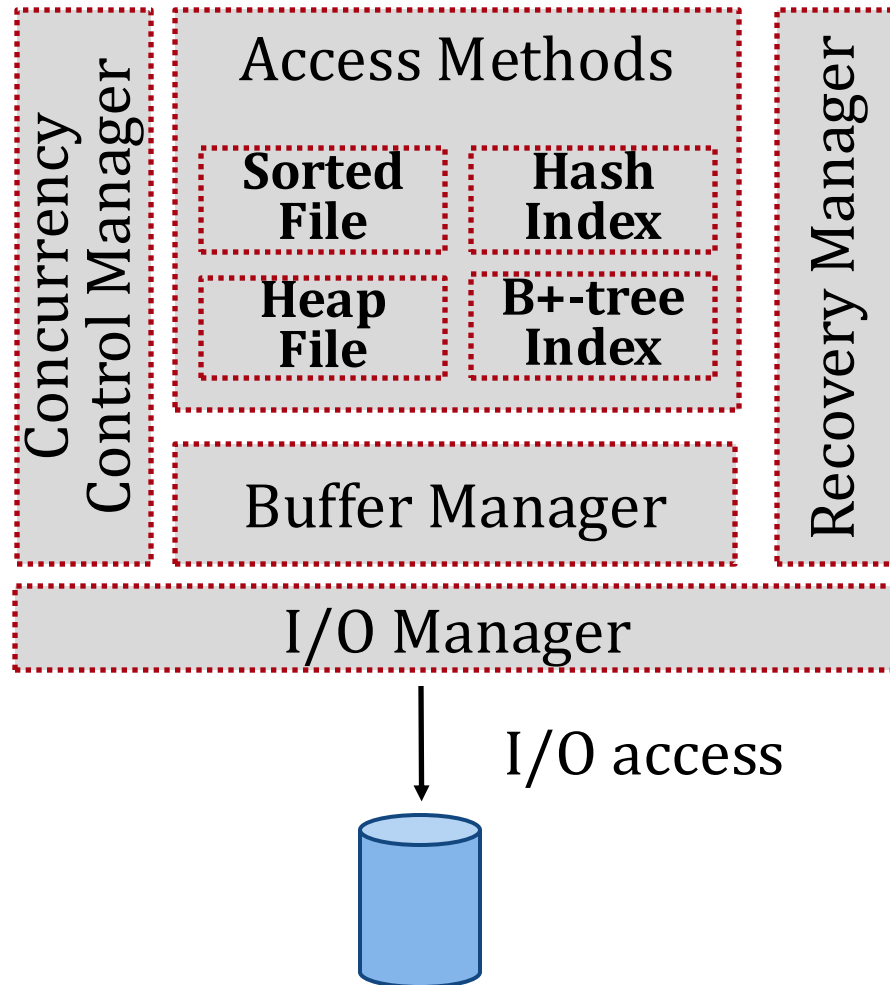 Concurrency
Control Manager
Access Methods
Sorted
File
Hash
Index
Heap
File
B+-tree
Index
Buffer Manager
Recovery Manager
I/O Manager
I/O access